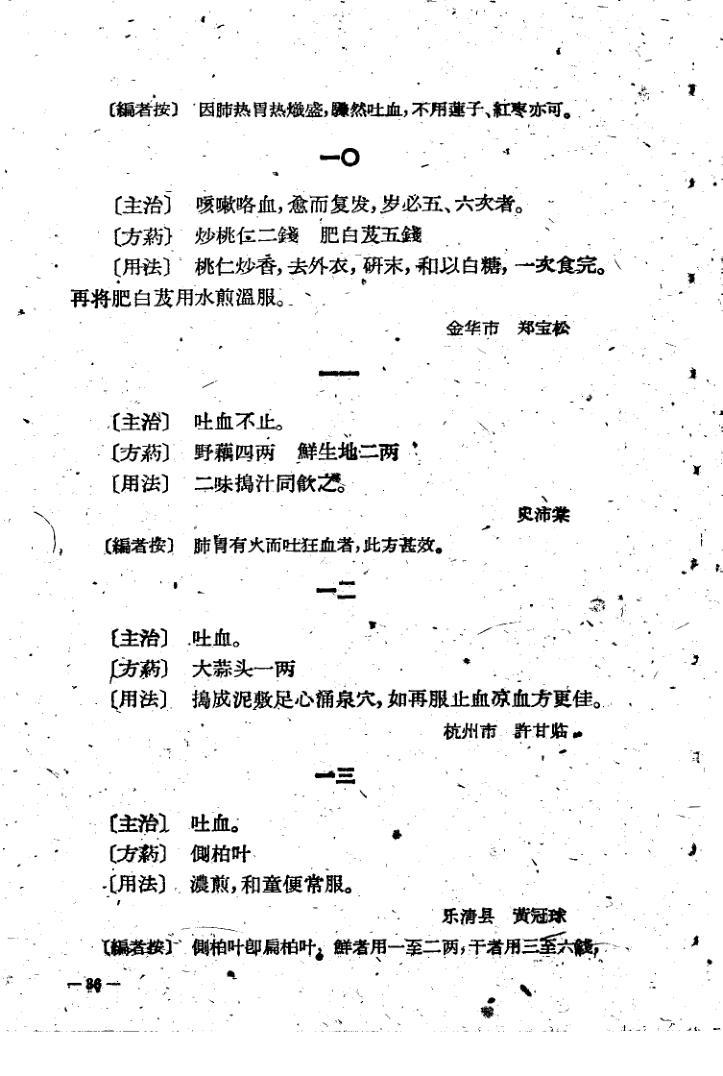 〔編者按〕 因肺热胃热熾盛，驟然吐血，不用蓮子、紅枣亦可。
一〇
〔主治〕 咳嗽咯血，愈而复发，岁必五、六次者。
〔方药〕 炒桃仁二錢 肥白芨五錢
〔用法〕 桃仁炒香，去外衣，研末，和以白糖，一次食完。
再将肥白芨用水煎溫服。
金华市 郑宝松
一一
〔主治〕 吐血不止。
〔方药〕 野藕四两 鮮生地二两
〔用法〕 二味搗汁同飲之。
史沛棠
〔編者按〕 肺胃有火而吐狂血者，此方甚效。
一二
〔主治〕 吐血。
〔方药〕 大蒜头一两
〔用法〕 搗成泥敷足心涌泉穴，如再服止血凉血方更佳。
杭州市 許甘临
一三
〔主治〕 吐血。
〔方药〕 側柏叶
〔用法〕 濃煎，和童便常服。
乐清县 黄冠球
〔編者按〕 側柏叶卽扁柏叶，鮮者用一至二两，干者用三至六錢，
— 86 —